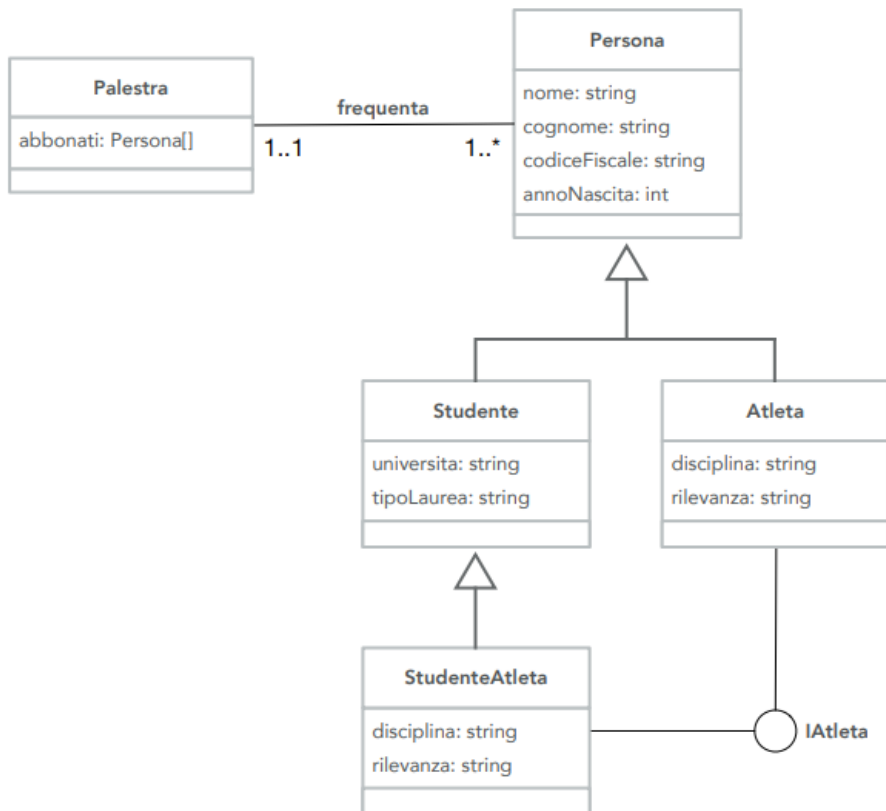 Persona
nome: string
cognome: string
codiceFiscale: string
annoNascita: int
Palestra
abbonati: Persona[]
frequenta
1..1
1..*
Studente
universita: string
tipoLaurea: string
Atleta
disciplina: string
rilevanza: string
StudenteAtleta
disciplina: string
rilevanza: string
IAtleta